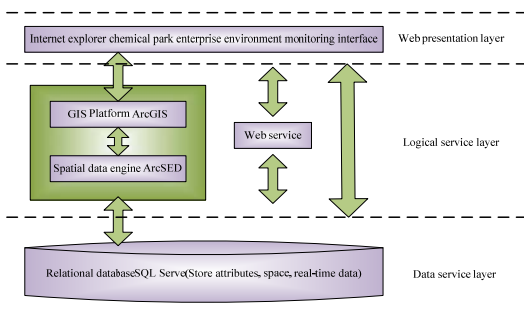 Internet explorer chemical park enterprise environment monitoring interface
Web presentation layer
GIS Platform ArcGIS
Spatial data engine ArcSED
Web service
Logical service layer
Relational databaseSQL Serve(Store attributes, space, real-time data)
Data service layer